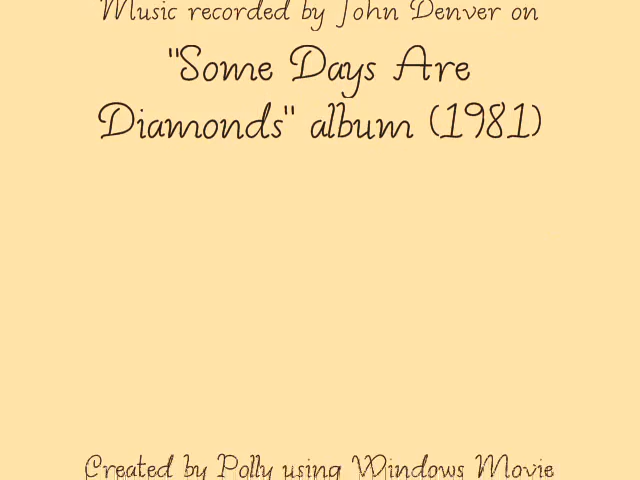 Music recorded by John Denver on
"Some Days Are
Diamonds" album (1981)
Created by Polly using Windows Movie